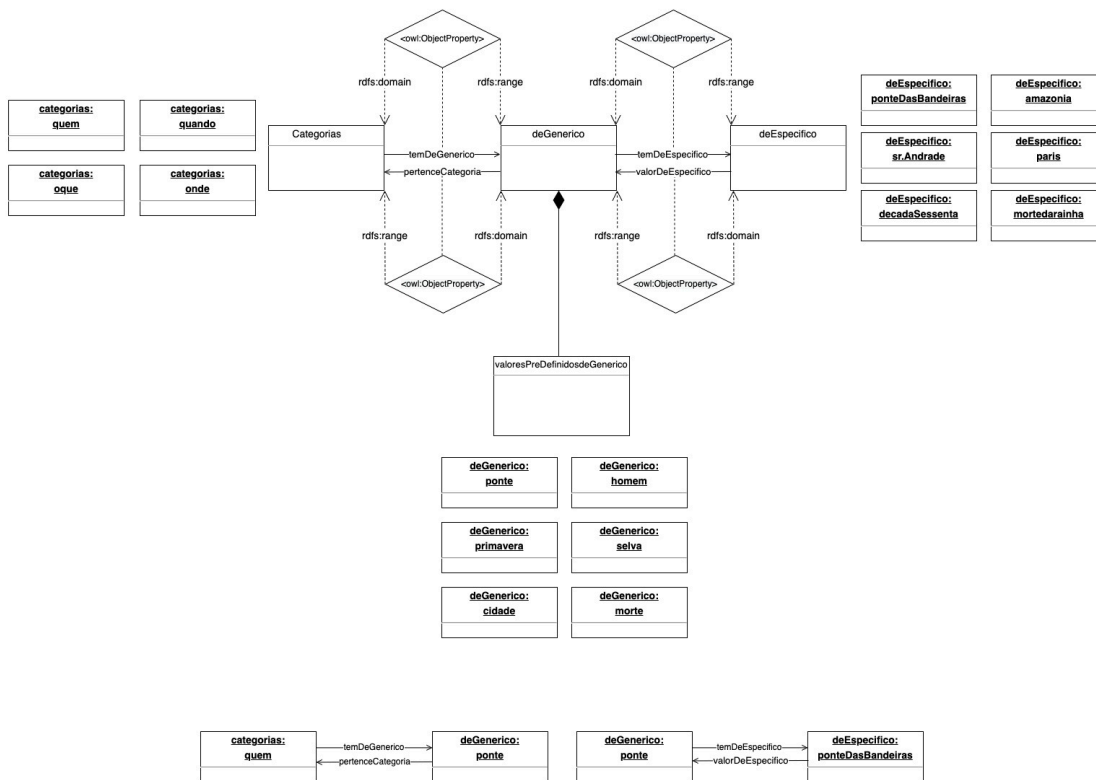 <owl:ObjectProperty>
<owl:ObjectProperty>
rdfs:domain
rdfs:range
rdfs:domain
rdfs:range
categorias:
quem
categorias:
quando
categorias:
oque
categorias:
onde
Categorias
deGenerico
deEspecifico
temDeGenerico
pertenceCategoria
temDeEspecifico
valorDeEspecifico
deEspecifico:
ponteDasBandeiras
deEspecifico:
amazonia
deEspecifico:
sr.Andrade
deEspecifico:
paris
deEspecifico:
decadaSessenta
deEspecifico:
mortedarainha
rdfs:range
rdfs:domain
rdfs:range
rdfs:domain
<owl:ObjectProperty>
<owl:ObjectProperty>
valoresPreDefinidosdeGenerico
deGenerico:
ponte
deGenerico:
homem
deGenerico:
primavera
deGenerico:
selva
deGenerico:
cidade
deGenerico:
morte
categorias:
quem
temDeGenerico
pertenceCategoria
deGenerico:
ponte
deGenerico:
ponte
temDeEspecifico
valorDeEspecifico
deEspecifico:
ponteDasBandeiras